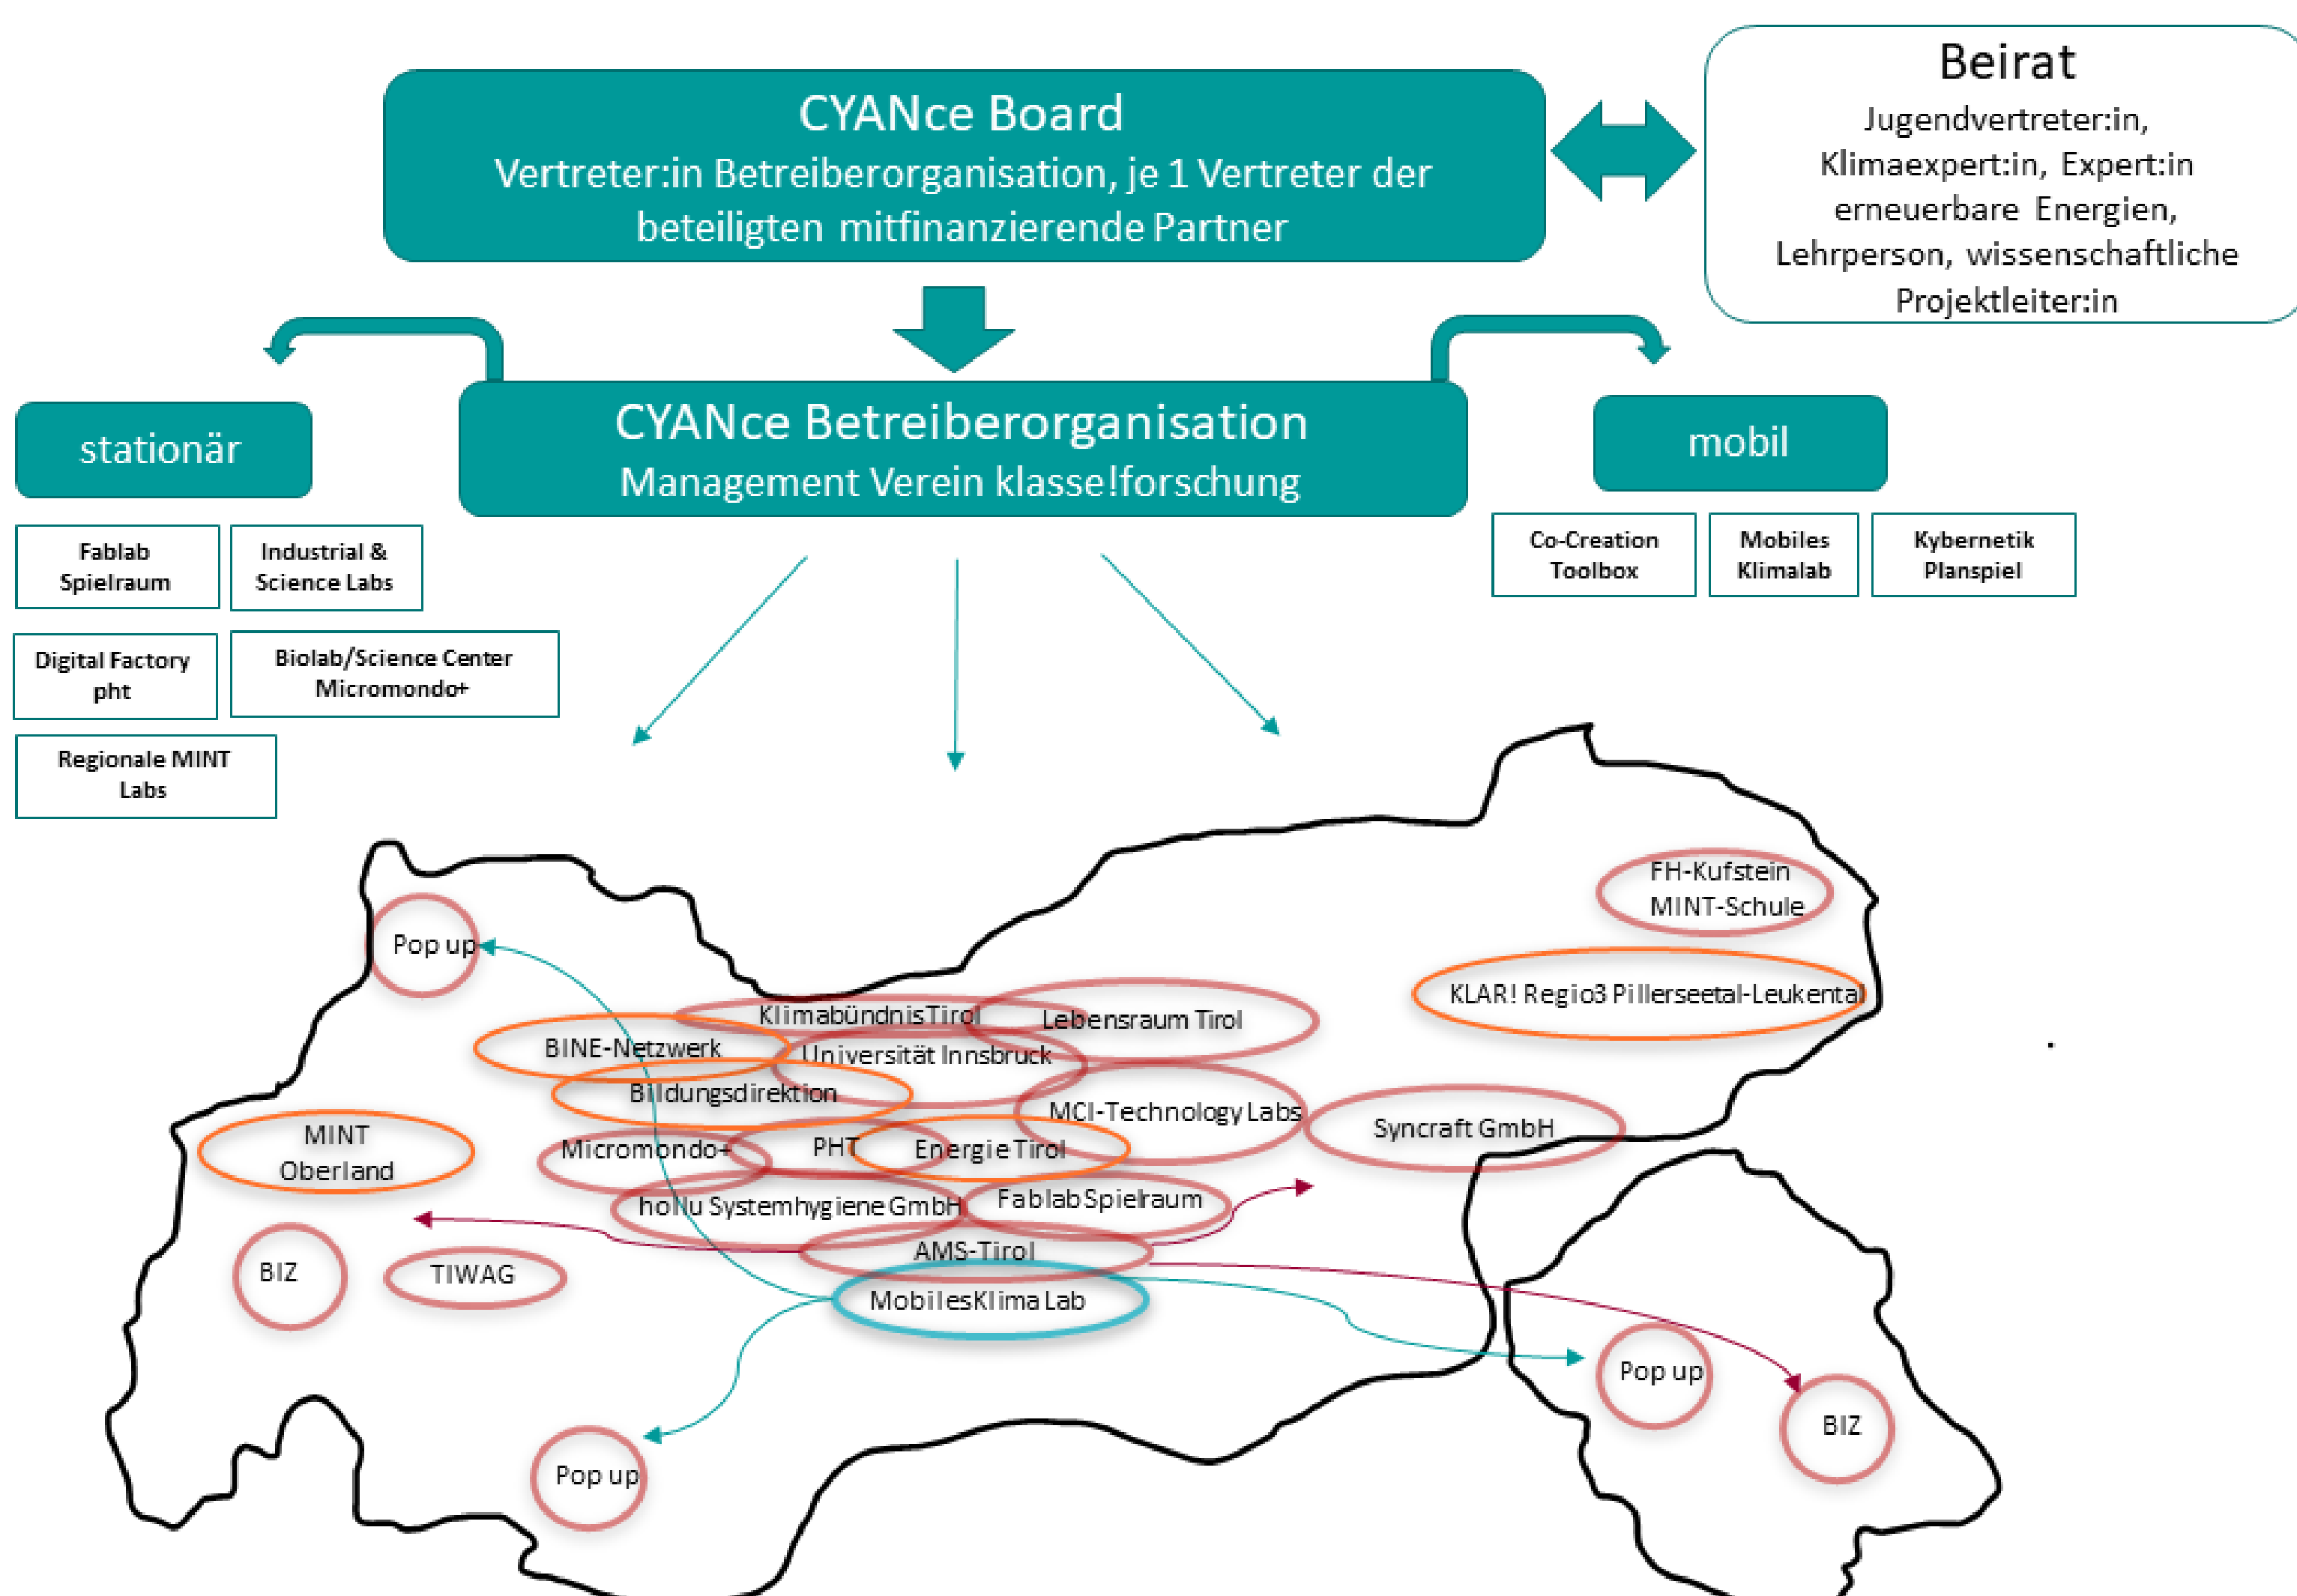 CYANce Board
Vertreter:in Betreiberorganisation, je 1 Vertreter der
beteiligten mitfinanzierende Partner
Beirat
Jugendvertreter:in,
Klimaexpert:in, Expert:in
erneuerbare Energien,
Lehrperson, wissenschaftliche
Projektleiter:in
stationär
CYANce Betreiberorganisation
Management Verein klasse!forschung
mobil
Fablab
Spielraum
Industrial &
Science Labs
Digital Factory
pht
Biolab/Science Center
Micromondo+
Regionale MINT
Labs
Co-Creation
Toolbox
Mobiles
Klimalab
Kybernetik
Planspiel
FH-Kufstein
MINT-Schule
Pop up
KLAR! Regio3 Pillerseetal-Leukental
Klimabündnis Tirol
Lebensraum Tirol
BINE-Netzwerk
Universität Innsbruck
Bildungsdirektion
MCI-Technology Labs
Syncraft GmbH
MINT
Oberland
Micromondo+
PHT
Energie Tirol
hollu Systemhygiene GmbH
Fablab Spielraum
AMS-Tirol
BIZ
TIWAG
Mobiles Klima Lab
Pop up
BIZ
Pop up